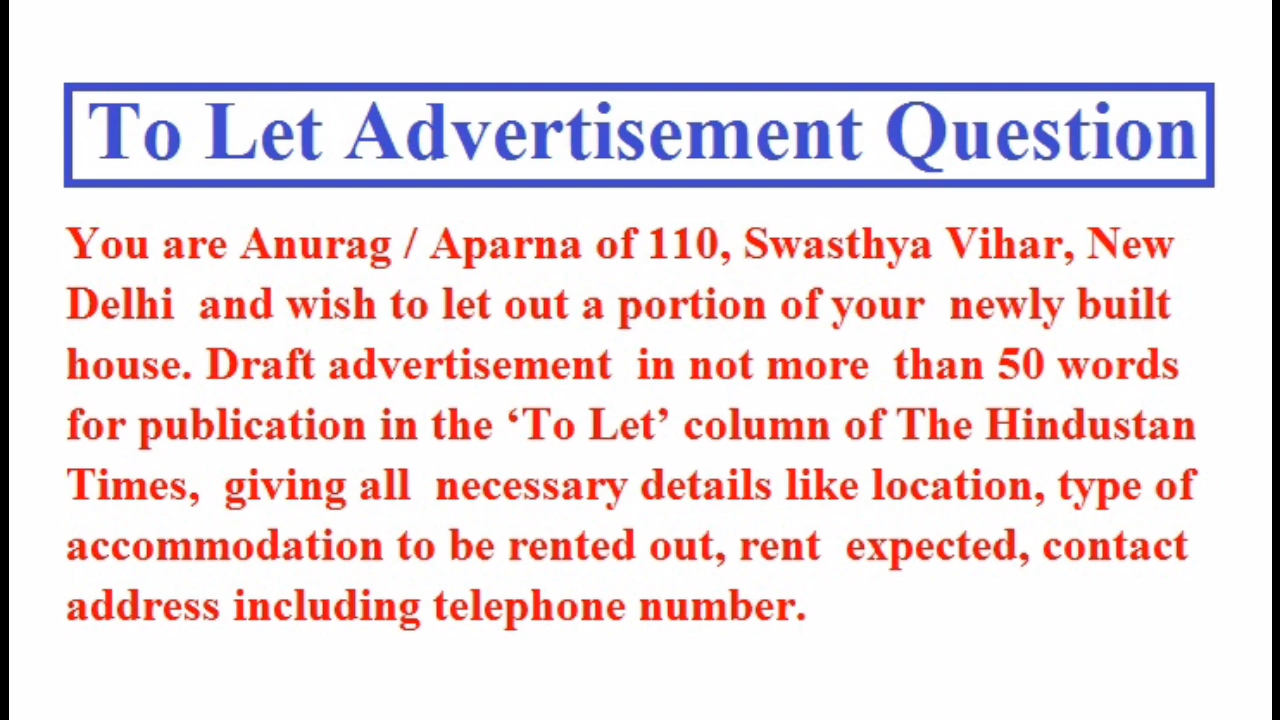 To Let Advertisement Question
You are Anurag / Aparna of 110, Swasthya Vihar, New
Delhi and wish to let out a portion of your newly built
house. Draft advertisement in not more than 50 words
for publication in the ‘To Let’ column of The Hindustan
Times, giving all necessary details like location, type of
accommodation to be rented out, rent expected, contact
address including telephone number.